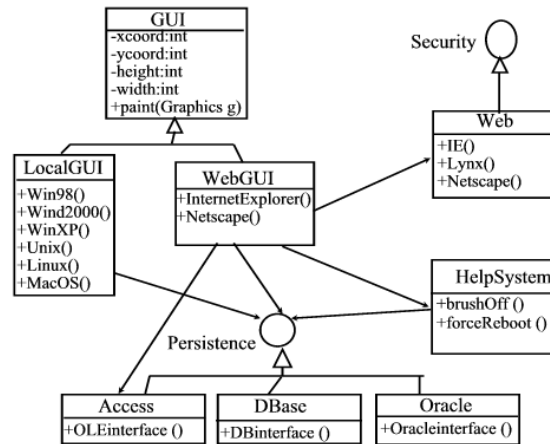 GUI
-xcoord:int
-ycoord:int
-height:int
-width:int
+paint(Graphics g)
Security
Web
+IE()
+Lynx()
+Netscape()
LocalGUI
+Win98()
+Wind2000()
+WinXP()
+Unix()
+Linux()
+MacOS()
WebGUI
+InternetExplorer()
+Netscape()
HelpSystem
+brushOff ()
+forceReboot ()
Persistence
Access
+OLEinterface ()
DBase
+DBinterface ()
Oracle
+Oracleinterface ()